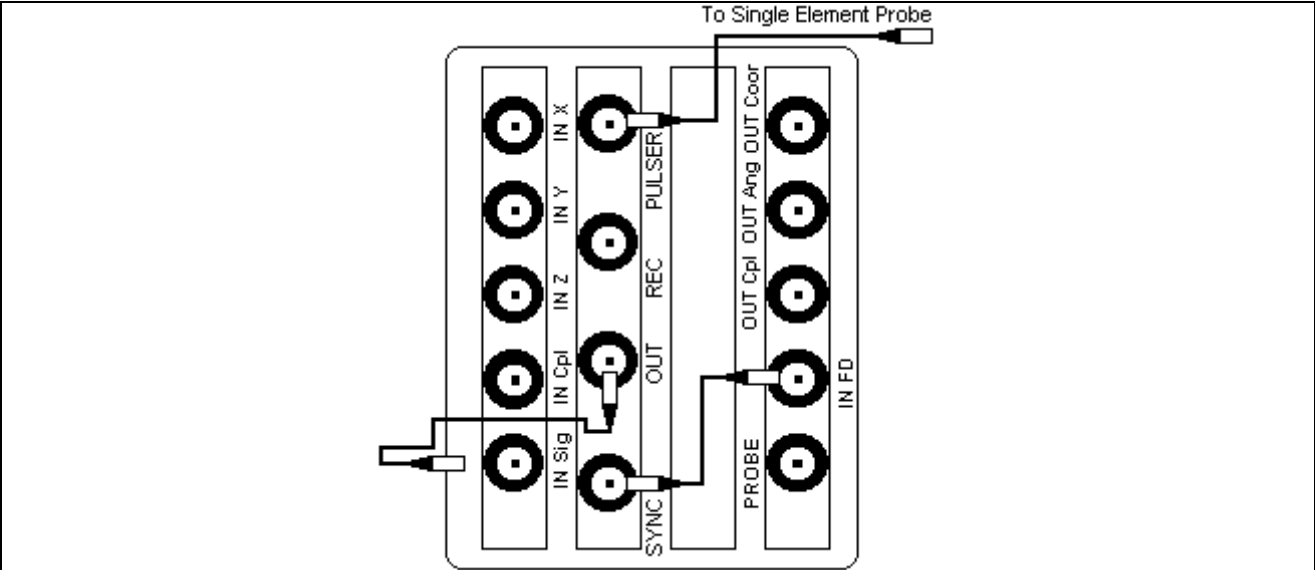 To Single Element Probe
IN X
IN Y
IN Z
IN Cpl
IN Sig
PULSER
REC
OUT
SYNC
OUT Coor
OUT Ang
OUT Cpl
IN FD
PROBE